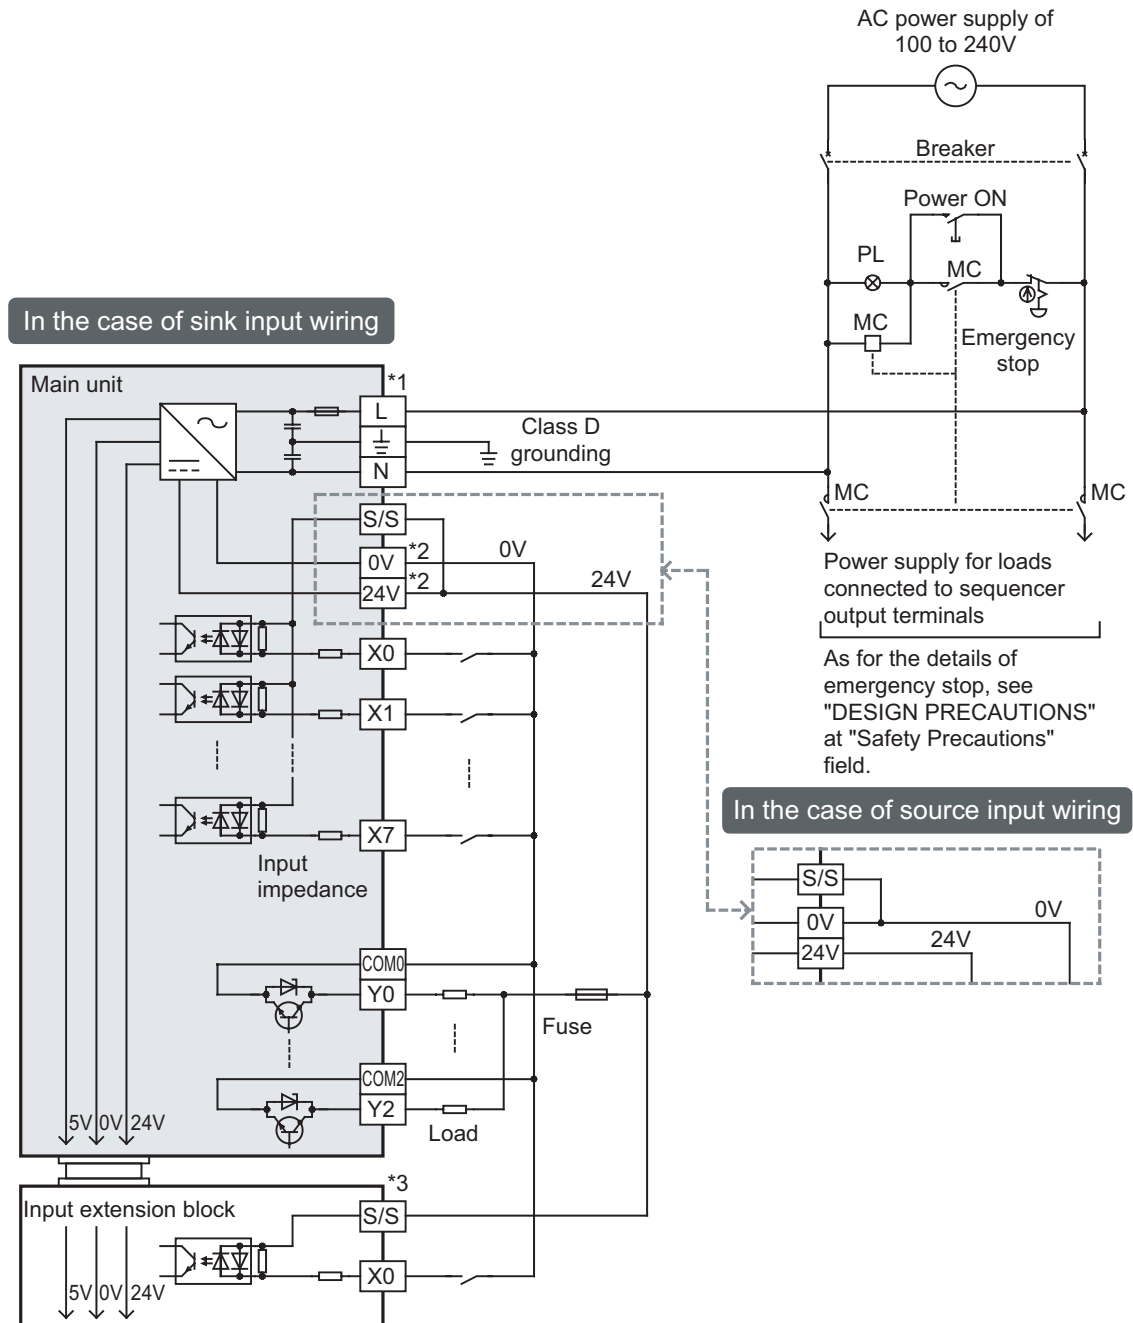 AC power supply of
100 to 240V
Breaker
Power ON
PL
MC
MC
Emergency
stop
In the case of sink input wiring
Main unit
*1
L
Class D
grounding
N
MC
MC
S/S
0V
*2
0V
24V
*2
24V
Power supply for loads
connected to sequencer
output terminals
X0
As for the details of
emergency stop, see
"DESIGN PRECAUTIONS"
at "Safety Precautions"
field.
X1
In the case of source input wiring
X7
Input
impedance
S/S
0V
0V
24V
24V
COM0
Y0
Fuse
COM2
Y2
Load
5V
0V
24V
Input extension block
*3
S/S
X0
5V
0V
24V